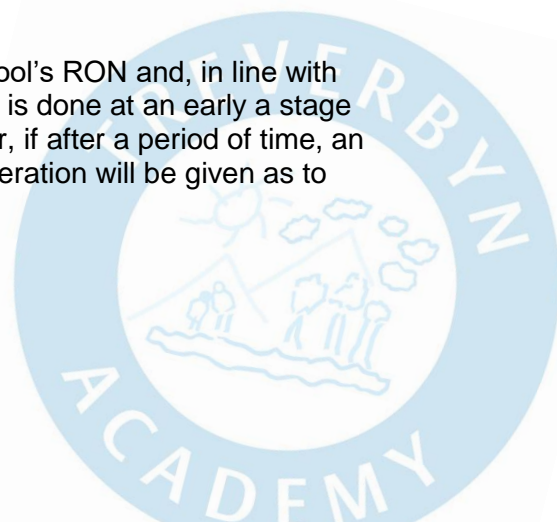 ool's RON and, in line with
is done at an early a stage
r, if after a period of time, an
eration will be given as to
TREVERBYN
ACADEMY